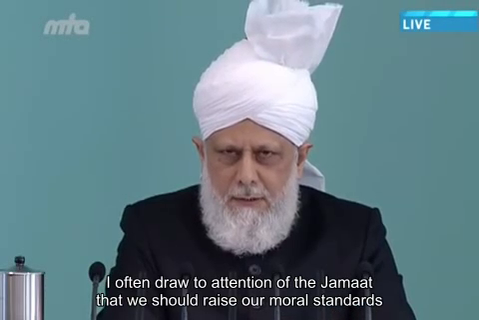 mta
LIVE
I often draw to attention of the Jamaat
that we should raise our moral standards